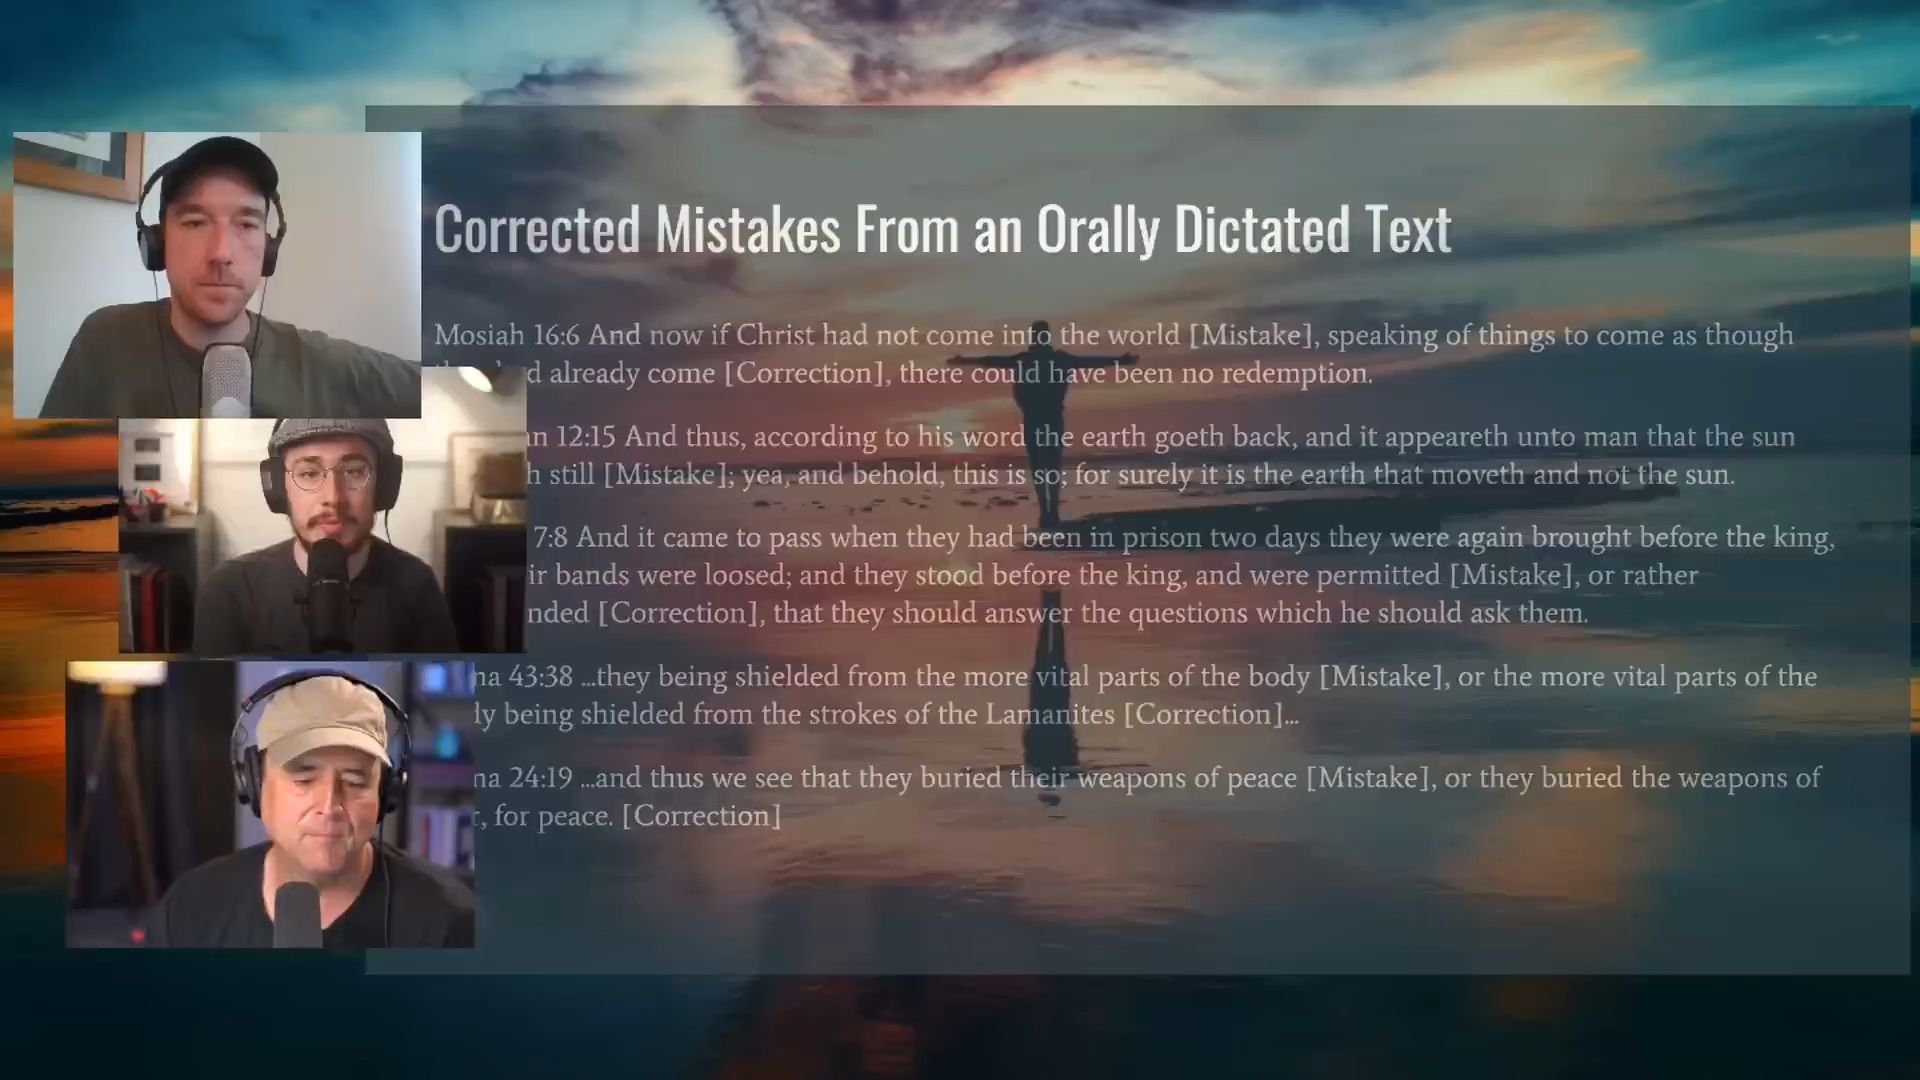 Corrected Mistakes From an Orally Dictated Text
Mosiah 16:6 And now if Christ had not come into the world [Mistake], speaking of things to come as though
already come [Correction], there could have been no redemption.
12:15 And thus, according to his word the earth goeth back, and it appeareth unto man that the sun
still [Mistake]; yea, and behold, this is so; for surely it is the earth that moveth and not the sun.
7:8 And it came to pass when they had been in prison two days they were again brought before the king,
bands were loosed; and they stood before the king, and were permitted [Mistake], or rather
[Correction], that they should answer the questions which he should ask them.
43:38 ...they being shielded from the more vital parts of the body [Mistake], or the more vital parts of the
being shielded from the strokes of the Lamanites [Correction]...
24:19 ...and thus we see that they buried their weapons of peace [Mistake], or they buried the weapons of
for peace. [Correction]